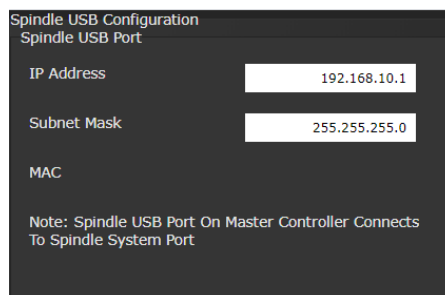 Spindle USB Configuration
Spindle USB Port
IP Address
192.168.10.1
Subnet Mask
255.255.255.0
MAC
Note: Spindle USB Port On Master Controller Connects
To Spindle System Port